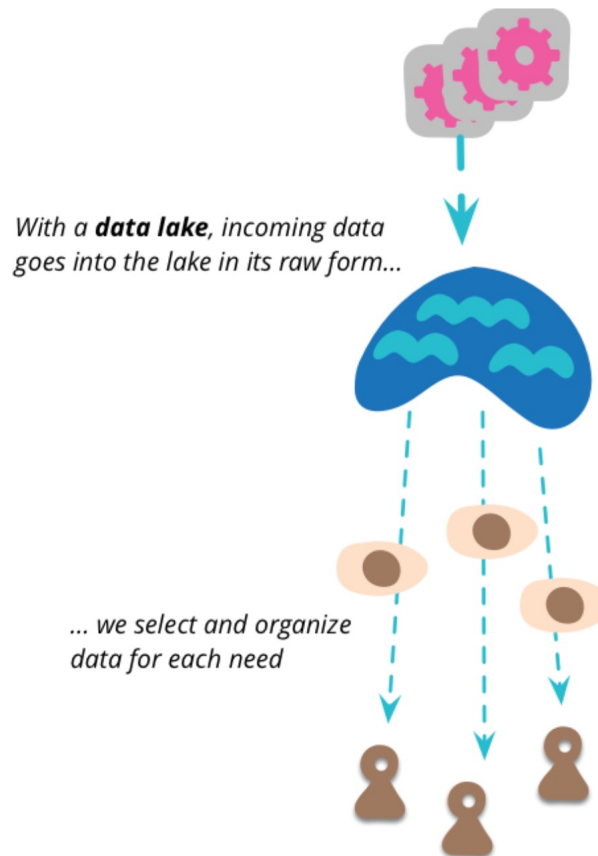 With a data lake, incoming data
goes into the lake in its raw form...
... we select and organize
data for each need